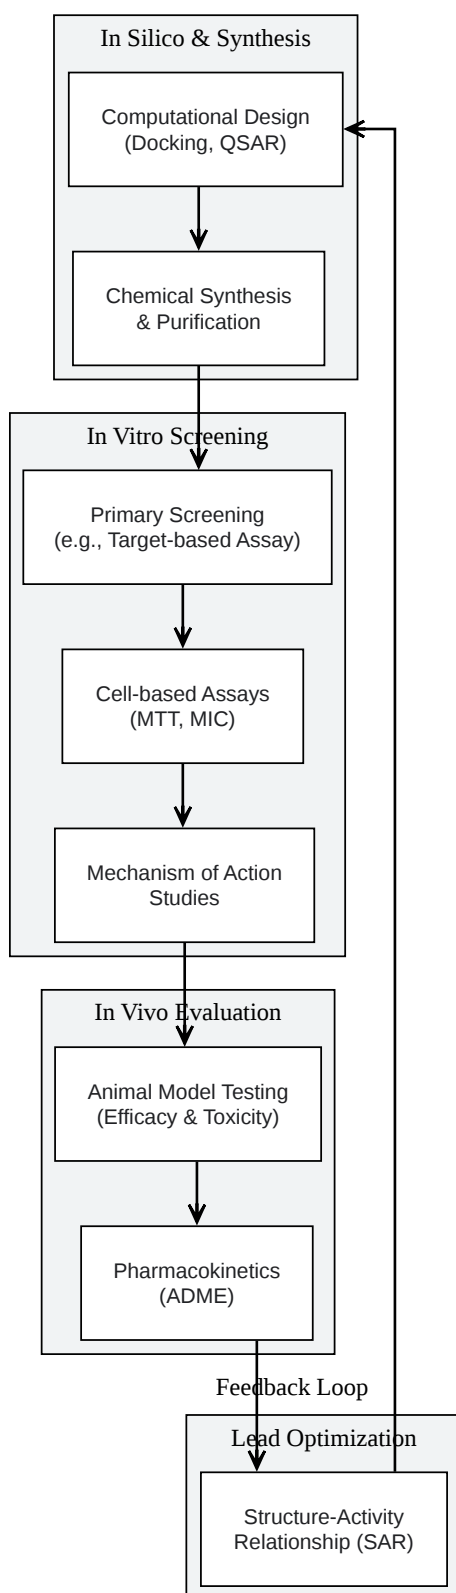 In Silico & Synthesis
Computational Design
(Docking, QSAR)
Chemical Synthesis
& Purification
In Vitro Screening
Primary Screening
(e.g., Target-based Assay)
Cell-based Assays
(MTT, MIC)
Mechanism of Action
Studies
In Vivo Evaluation
Animal Model Testing
(Efficacy & Toxicity)
Pharmacokinetics
(ADME)
Feedback Loop
Lead Optimization
Structure-Activity
Relationship (SAR)